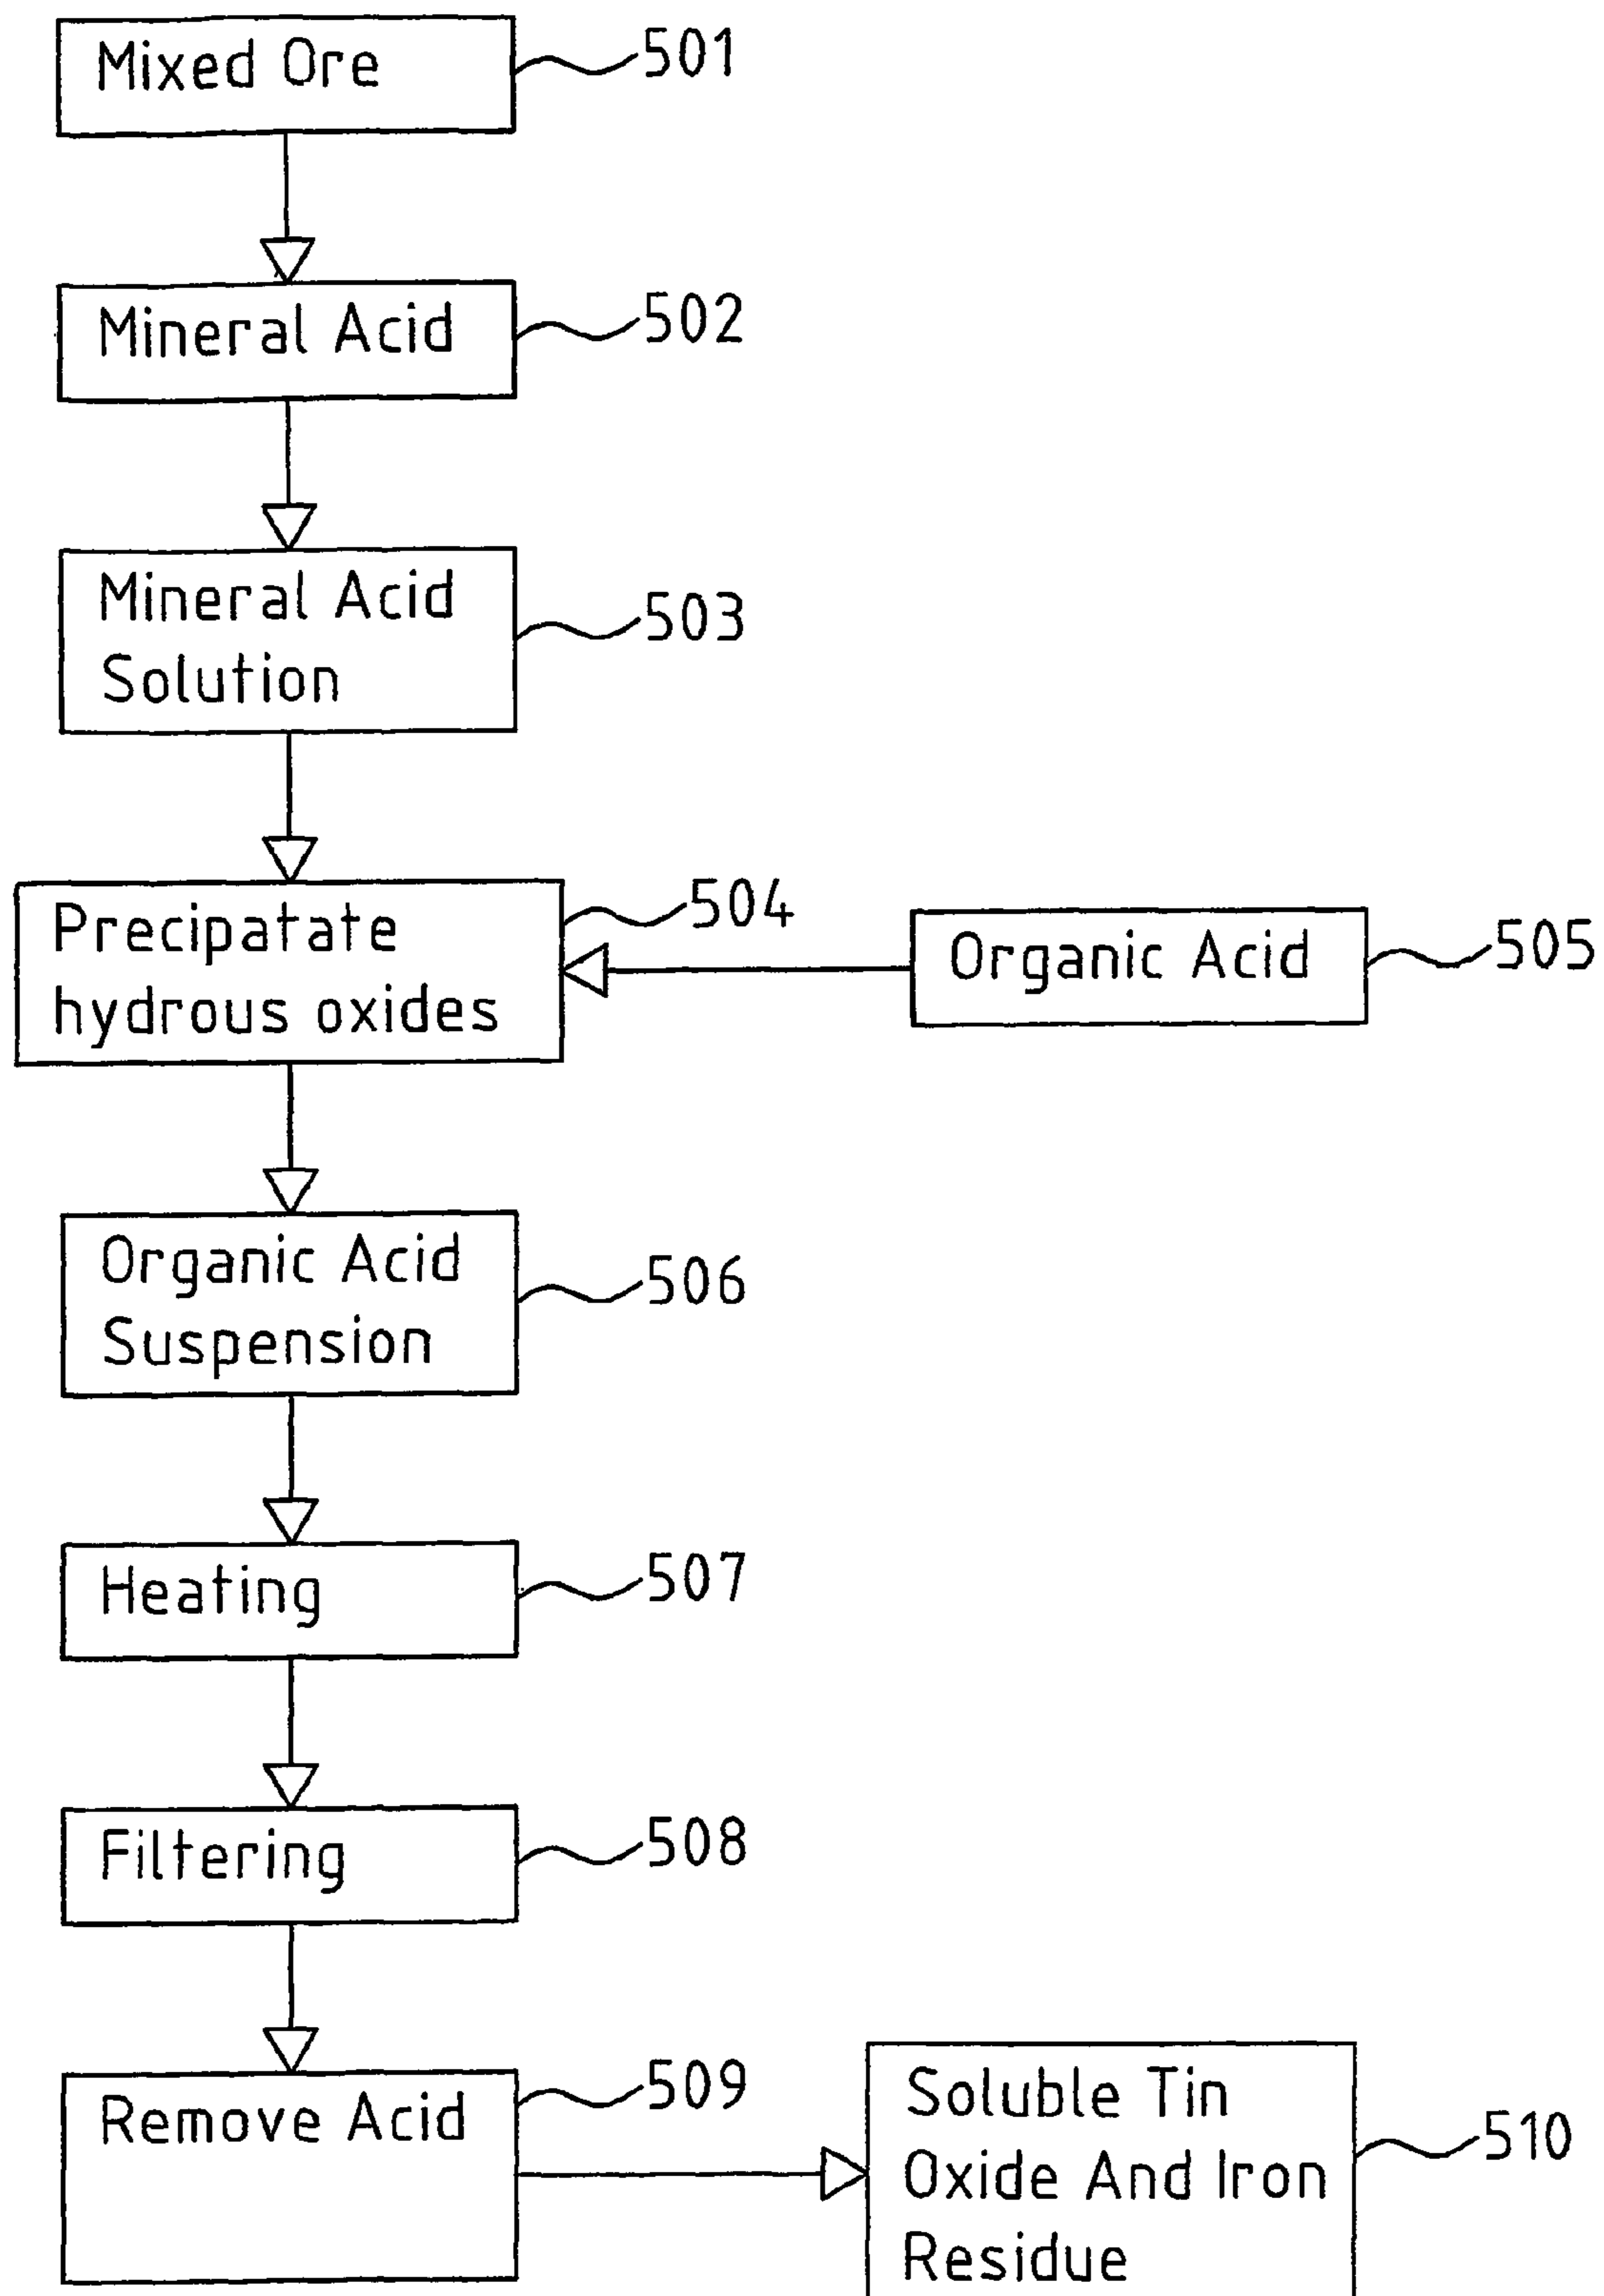 Mixed Ore
501
Mineral Acid
502
Mineral Acid
Solution
503
Precipatate
hydrous oxides
504
Organic Acid
505
Organic Acid
Suspension
506
Heating
507
Filtering
508
Remove Acid
509
Soluble Tin
Oxide And Iron
Residue
510